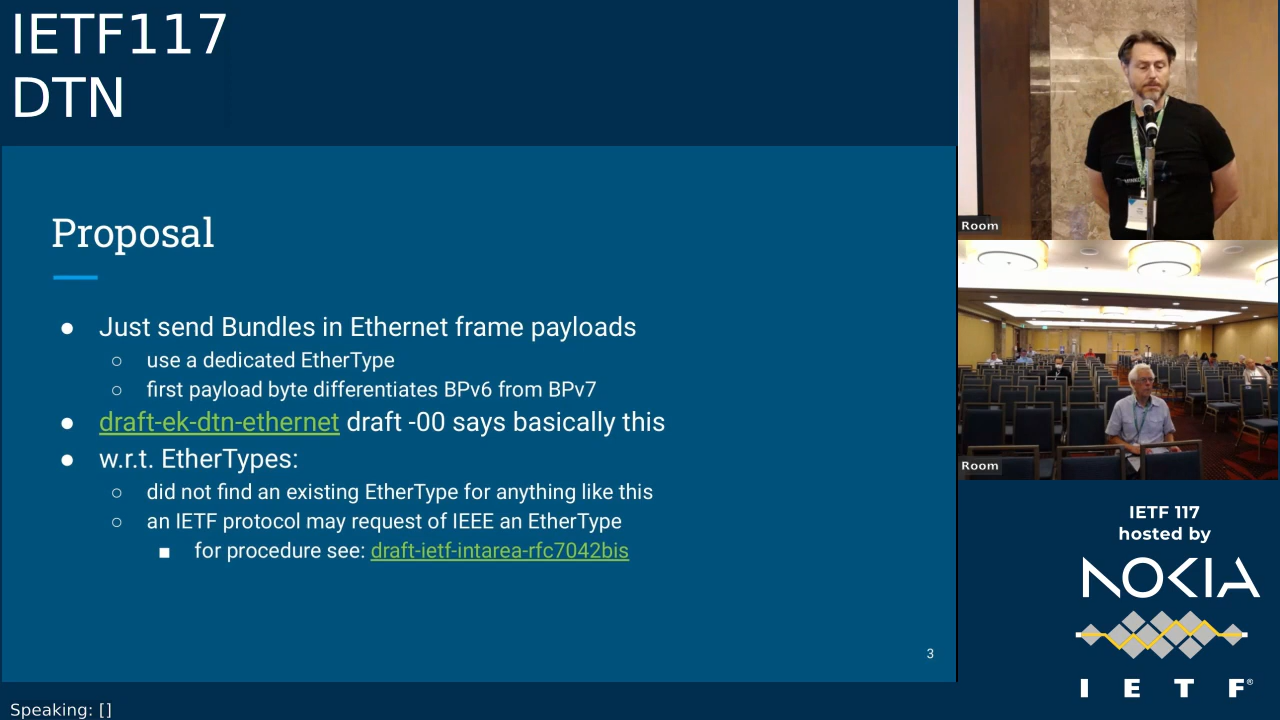 IETF117
DTN
Proposal
● Just send Bundles in Ethernet frame payloads
○ use a dedicated EtherType
○ first payload byte differentiates BPv6 from BPv7
● draft-ek-dtn-ethernet draft -00 says basically this
● w.r.t. EtherTypes:
○ did not find an existing EtherType for anything like this
○ an IETF protocol may request of IEEE an EtherType
■ for procedure see: draft-ietf-intarea-rfc7042bis
3
Room
Room
IETF 117
hosted by
NOKIA
I E T F®
Speaking: []